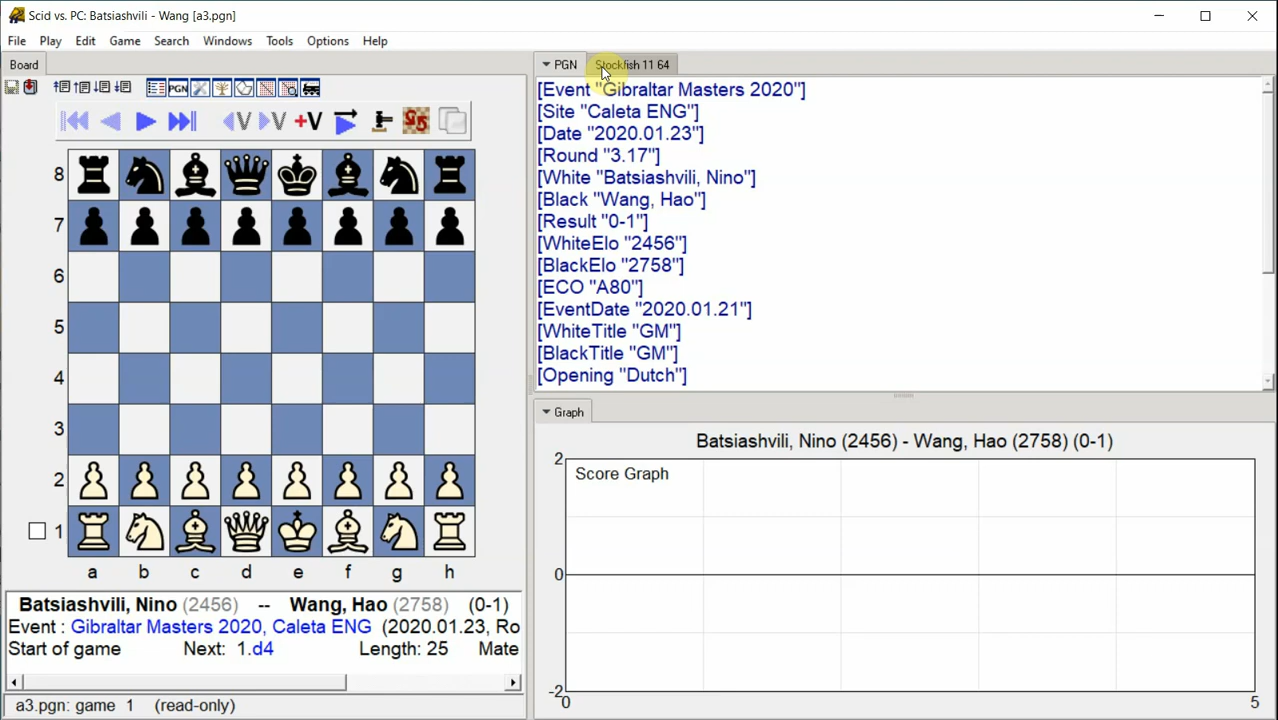 Scid vs. PC: Batsiashvili - Wang [a3.pgn]
File Play Edit Game Search Windows Tools Options Help
Board
PGN
V V +V
8
7
6
5
4
3
2
1
a b c d e f g h
Batsiashvili, Nino (2456) -- Wang, Hao (2758) (0-1)
Event : Gibraltar Masters 2020, Caleta ENG (2020.01.23, Ro
Start of game Next: 1.d4 Length: 25 Mate
a3.pgn: game 1 (read-only)
PGN Stockfish 11 64
[Event "Gibraltar Masters 2020"]
[Site "Caleta ENG"]
[Date "2020.01.23"]
[Round "3.17"]
[White "Batsiashvili, Nino"]
[Black "Wang, Hao"]
[Result "0-1"]
[WhiteElo "2456"]
[BlackElo "2758"]
[ECO "A80"]
[EventDate "2020.01.21"]
[WhiteTitle "GM"]
[BlackTitle "GM"]
[Opening "Dutch"]
Graph
Batsiashvili, Nino (2456) - Wang, Hao (2758) (0-1)
2
Score Graph
0
-2
0 5